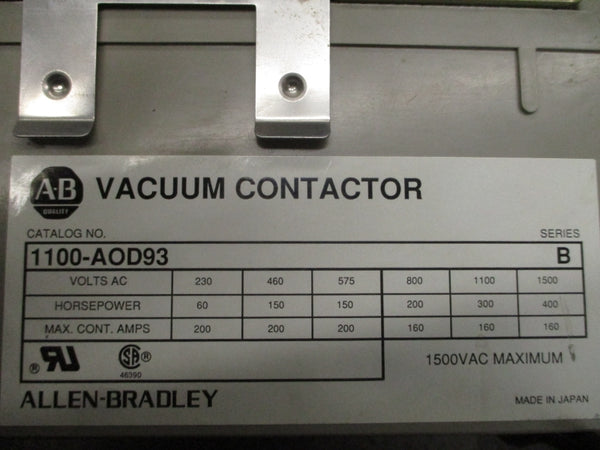 A-B QUALITY VACUUM CONTACTOR
CATALOG NO. SERIES
1100-AOD93 B
VOLTS AC 230 460 575 800 1100 1500
HORSEPOWER 60 150 150 200 300 400
MAX. CONT. AMPS 200 200 200 160 160 160
® RU SA ® 1500VAC MAXIMUM
46390
ALLEN-BRADLEY MADE IN JAPAN